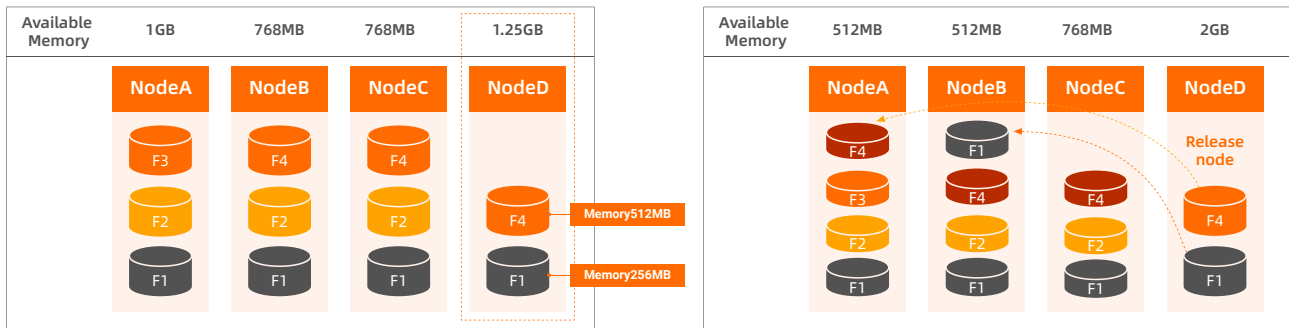 Available
Memory
1GB
768MB
768MB
1.25GB
NodeA
NodeB
NodeC
NodeD
F3
F4
F4
F2
F2
F2
F4
Memory512MB
F1
F1
F1
F1
Memory256MB
Available
Memory
512MB
512MB
768MB
2GB
NodeA
NodeB
NodeC
NodeD
F4
F1
Release
node
F3
F4
F4
F4
F2
F2
F2
F1
F1
F1
F1